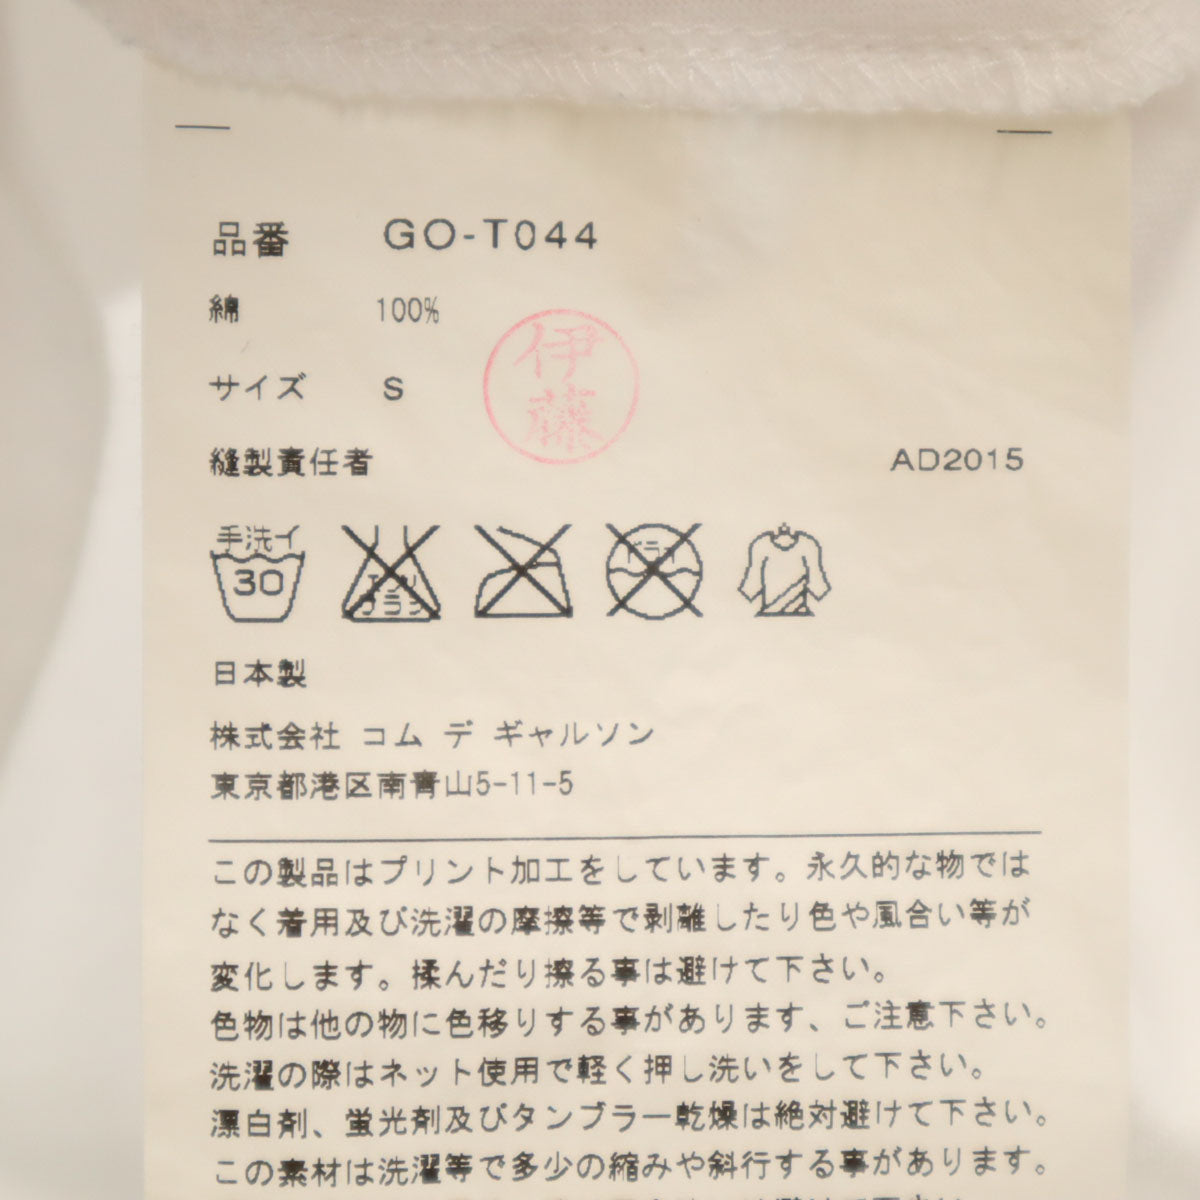 品番 GO-T044
綿 100%
サイズ S
伊藤
縫製責任者 AD2015
手洗イ
30
エンソ
サラシ
ドライ
日本製
株式会社 コム デ ギャルソン
東京都港区南青山5-11-5
この製品はプリント加工をしています。永久的な物では
なく着用及び洗濯の摩擦等で剥離したり色や風合い等が
変化します。揉んだり擦る事は避けて下さい。
色物は他の物に色移りする事があります、ご注意下さい。
洗濯の際はネット使用で軽く押し洗いをして下さい。
漂白剤、蛍光剤及びタンブラー乾燥は絶対避けて下さい。
この素材は洗濯等で多少の縮みや斜行する事があります。